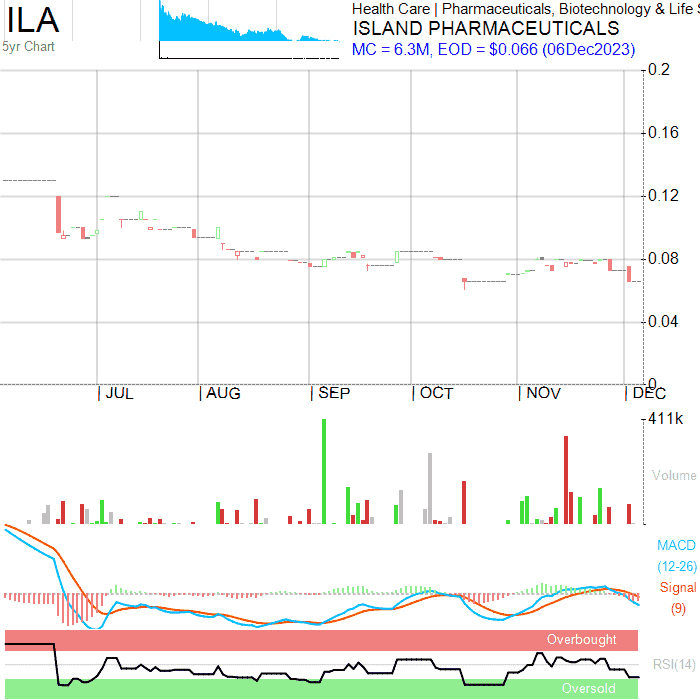 ILA
5yr Chart
Health Care | Pharmaceuticals, Biotechnology & Life S
ISLAND PHARMACEUTICALS
MC = 6.3M, EOD = $0.066 (06Dec2023)
0.2
0.16
0.12
0.08
0.04
0
| JUL | AUG | SEP | OCT | NOV | DEC
411k
Volume
MACD
(12-26)
Signal
(9)
Overbought
RSI(14)
Oversold